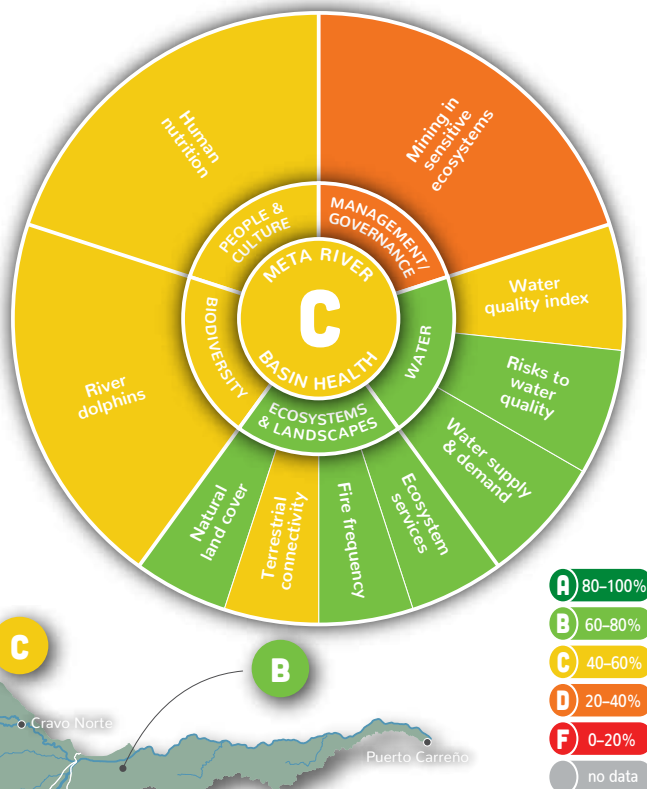 Human
nutrition
Mining in
sensitive
ecosystems
PEOPLE &
CULTURE
MANAGEMENT/
GOVERNANCE
META RIVER
C
BASIN HEALTH
BIODIVERSITY
WATER
ECOSYSTEMS
& LANDSCAPES
Water
quality index
Risks to
water
quality
Water supply
& demand
Ecosystem
services
Fire frequency
Terrestrial
connectivity
Natural
land cover
River
dolphins
A 80–100%
B 60–80%
C 40–60%
D 20–40%
F 0–20%
no data
C
B
Cravo Norte
Puerto Carreño